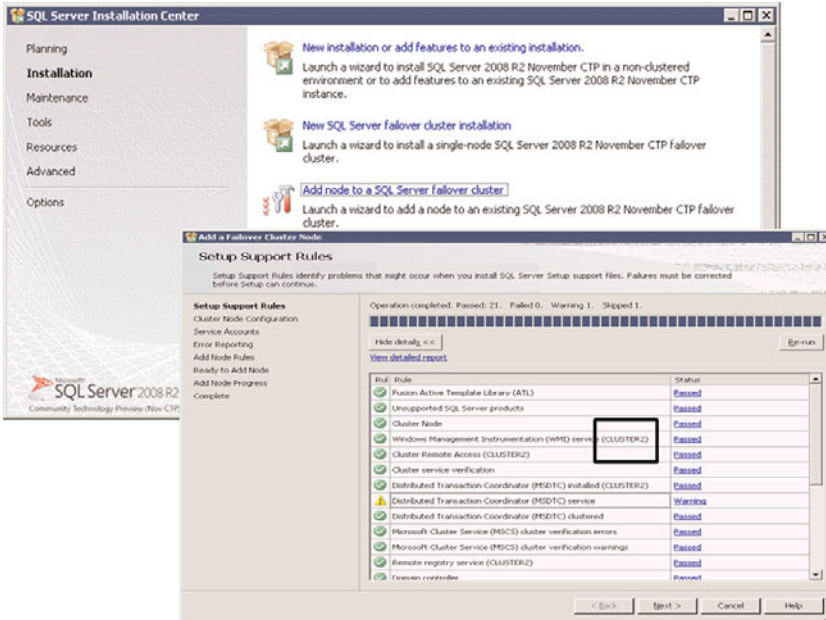 SQL Server Installation Center
Planning
Installation
Maintenance
Tools
Resources
Advanced
Options
New installation or add features to an existing installation.
Launch a wizard to install SQL Server 2008 R2 November CTP in a non-clustered
environment or to add features to an existing SQL Server 2008 R2 November CTP
instance.
New SQL Server failover cluster installation
Launch a wizard to install a single-node SQL Server 2008 R2 November CTP failover
cluster.
Add node to a SQL Server failover cluster
Launch a wizard to add a node to an existing SQL Server 2008 R2 November CTP failover
cluster.
Microsoft
SQL Server 2008 R2
Community Technology Preview (Nov CTP)
Add a Failover Cluster Node
Setup Support Rules
Setup Support Rules identify problems that might occur when you install SQL Server Setup support files. Failures must be corrected
before Setup can continue.
Setup Support Rules
Cluster Node Configuration
Service Accounts
Error Reporting
Add Node Rules
Ready to Add Node
Add Node Progress
Complete
Operation completed. Passed: 21. Failed 0. Warning 1. Skipped 1.
Hide details <<
Re-run
View detailed report
Rul Rule Status
Fusion Active Template Library (ATL) Passed
Unsupported SQL Server products Passed
Cluster Node Passed
Windows Management Instrumentation (WMI) service (CLUSTER2) Passed
Cluster Remote Access (CLUSTER2) Passed
Cluster service verification Passed
Distributed Transaction Coordinator (MSDTC) installed (CLUSTER2) Passed
Distributed Transaction Coordinator (MSDTC) service Warning
Distributed Transaction Coordinator (MSDTC) clustered Passed
Microsoft Cluster Service (MSCS) cluster verification errors Passed
Microsoft Cluster Service (MSCS) cluster verification warnings Passed
Remote registry service (CLUSTER2) Passed
Domain controller Passed
< Back Next > Cancel Help